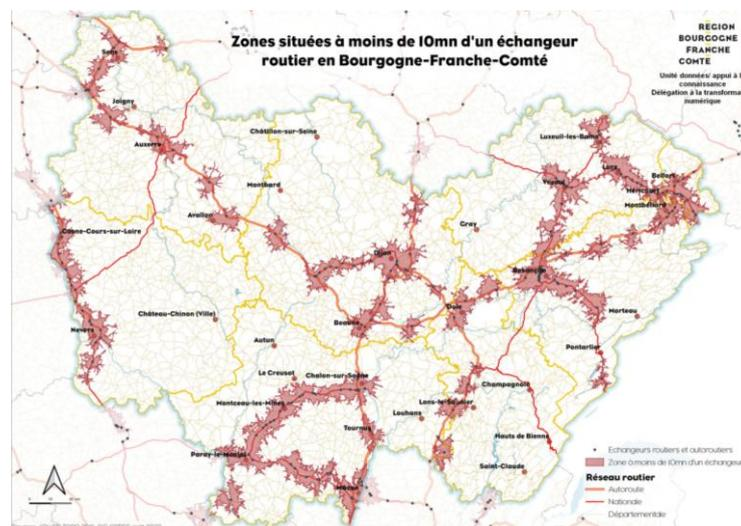 Zones situées à moins de 10mn d'un échangeur
routier en Bourgogne-Franche-Comté
REGION
BOURGOGNE
FRANCHE
COMTE
Unité données/ appui à la
connaissance
Délégation à la transforma
numérique
Sens
Joigny
Auxerre
Châtillon-sur-Seine
Montbard
Avallon
Luxeuil-les-Bains
Lure
Belfort
Héricourt
Montbéliard
Vesoul
Gray
Cosne-Cours-sur-Loire
Dijon
Besançon
Dole
Morteau
Château-Chinon (Ville)
Nevers
Beaune
Autun
Pontarlier
Le Creusot
Chalon-sur-Saône
Champagnole
Montceau-les-Mines
Lons-le-Saunier
Louhans
Tournus
Hauts de Bienne
Paray-le-Monial
Saint-Claude
Mâcon
Echangeurs routiers et autoroutiers
Zone à moins de 10mn d'un échangeur
Réseau routier
Autoroute
Nationale
Départementale